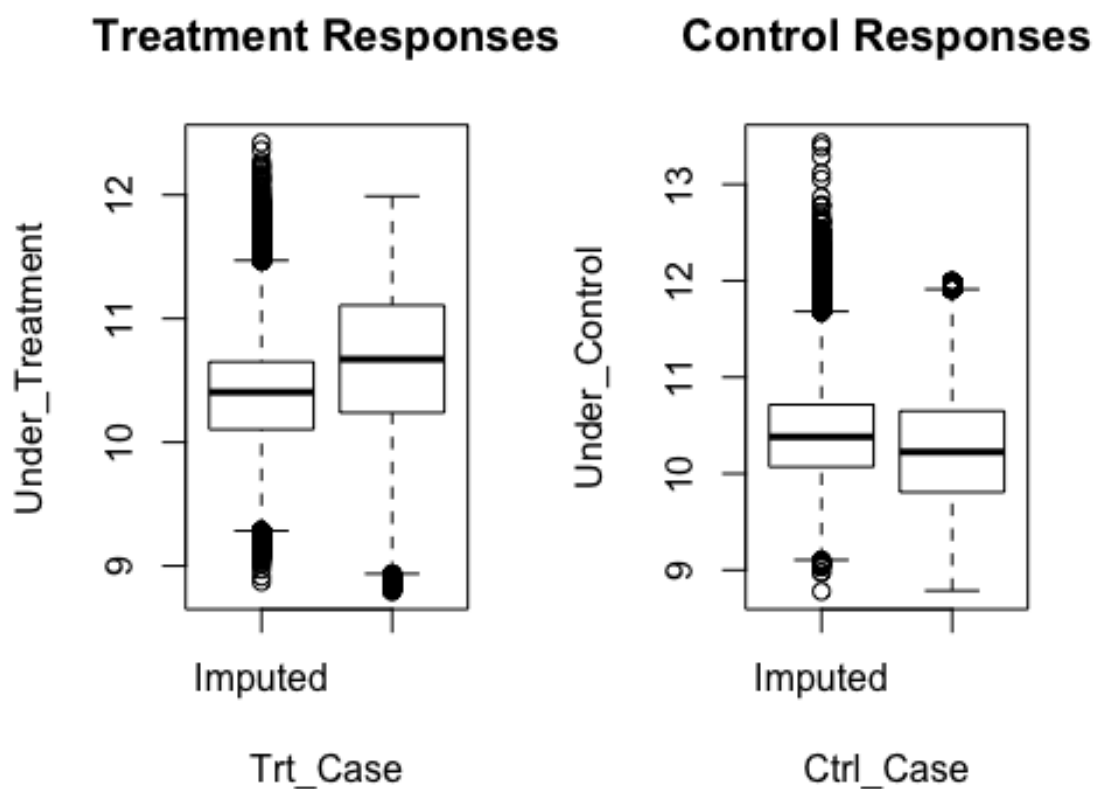 Treatment Responses
Under_Treatment
12
11
10
9
Imputed
Trt_Case
Control Responses
Under_Control
13
12
11
10
9
Imputed
Ctrl_Case